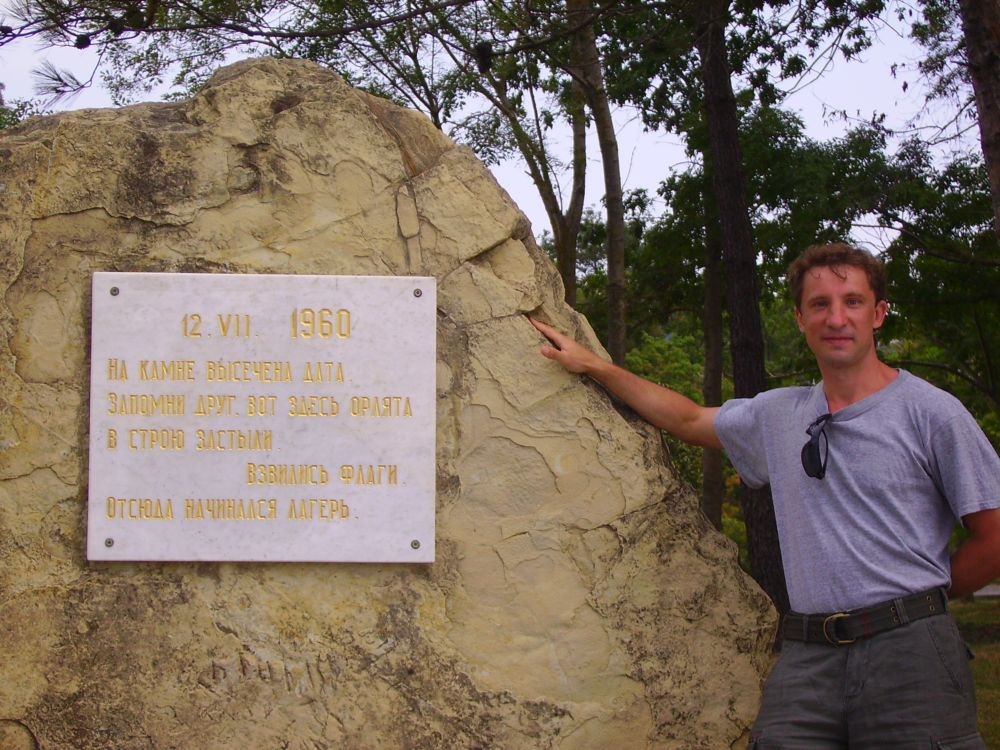 12.VII. 1960
На камне высечена дата.
Запомни друг, вот здесь орлята
в строю застыли.
Взвились флаги.
Отсюда начинался лагерь.